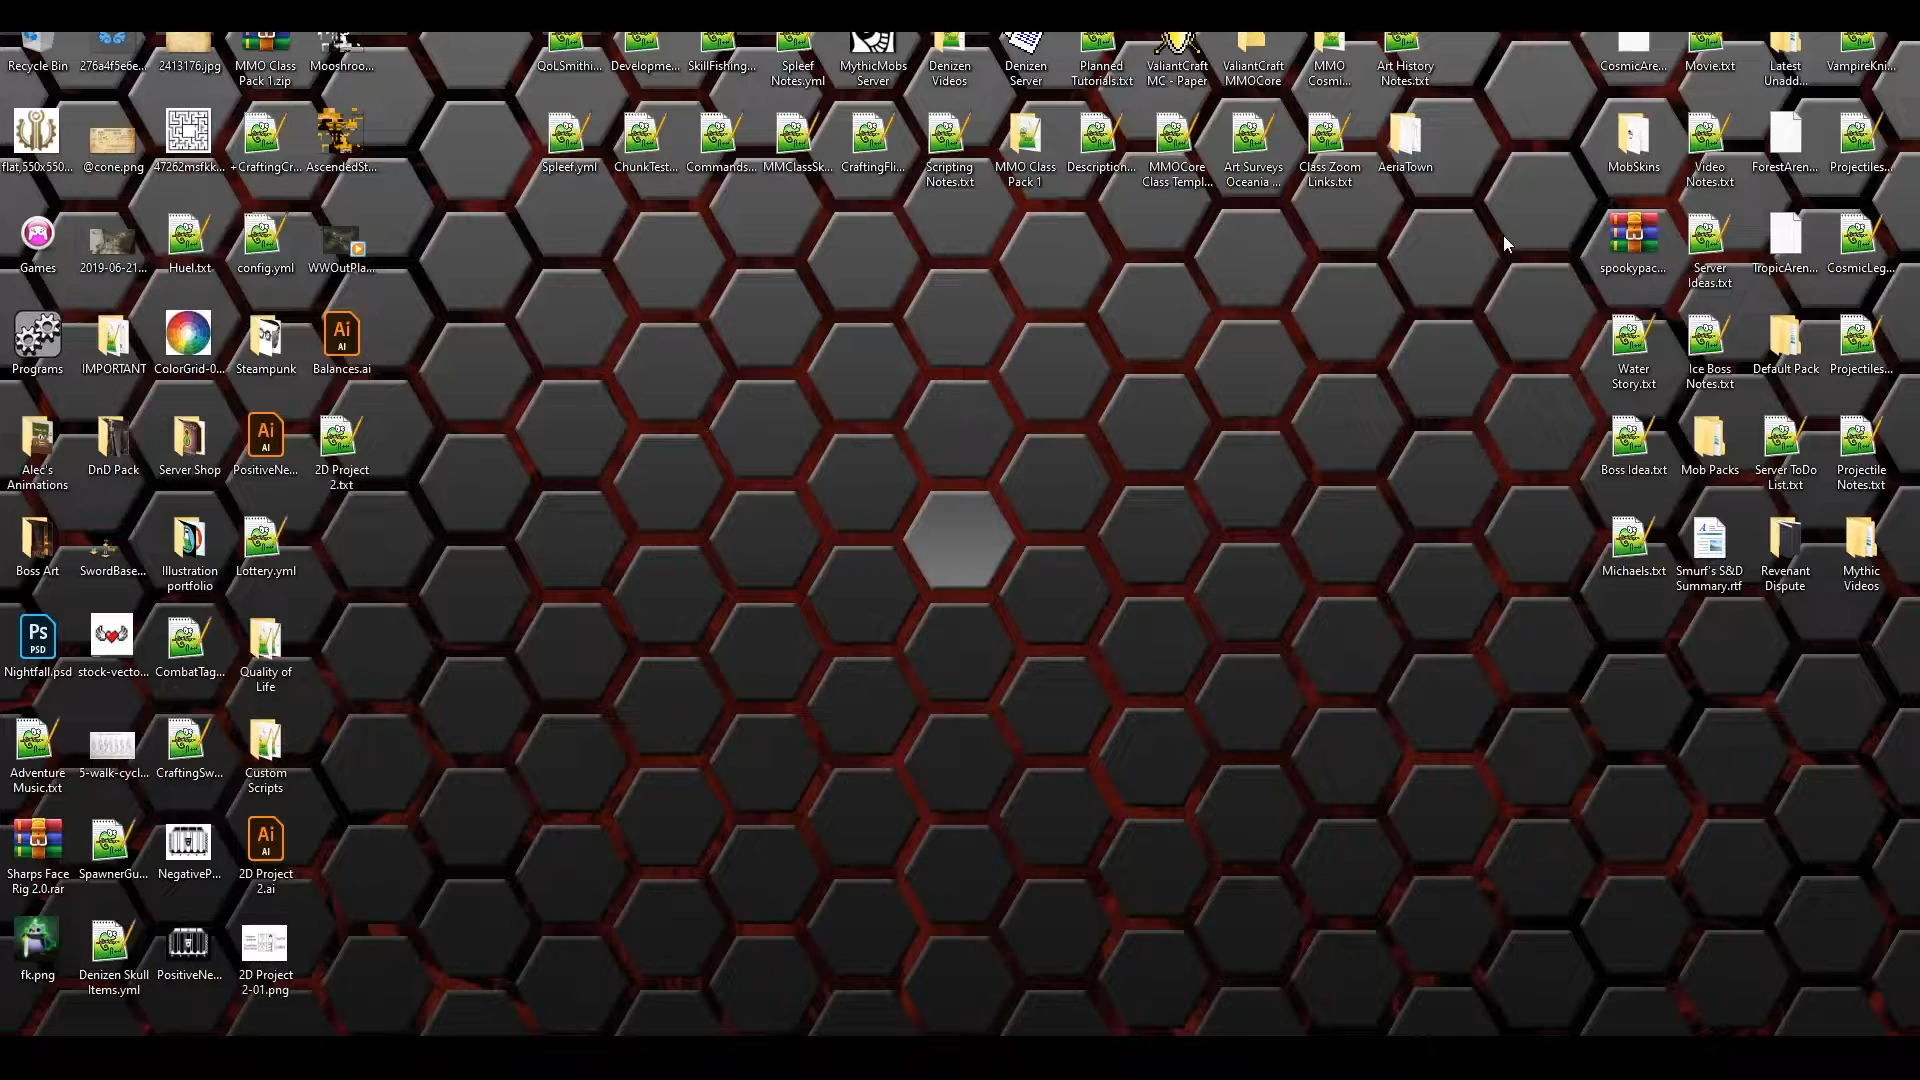 Recycle Bin
276a4f5e6e...
2413176.jpg
MMO Class
Pack 1.zip
Mooshroo...
QoLSmithi...
Developme...
SkillFishing...
Spleef
Notes.yml
MythicMobs
Server
Denizen
Videos
Denizen
Server
Planned
Tutorials.txt
ValiantCraft
MC - Paper
ValiantCraft
MMOCore
MMO
Cosmi...
Art History
Notes.txt
CosmicAre...
Movie.txt
Latest
Unadd...
VampireKni...
flat,550x550...
@cone.png
47262msfkk...
+CraftingCr...
AscendedSt...
Spleef.yml
ChunkTest...
Commands...
MMClassSk...
CraftingFli...
Scripting
Notes.txt
MMO Class
Pack 1
Description...
MMOCore
Class Templ...
Art Surveys
Oceania ...
Class Zoom
Links.txt
AeriaTown
MobSkins
Video
Notes.txt
ForestAren...
Projectiles...
Games
2019-06-21...
Huel.txt
config.yml
WWOutPla...
spookypac...
Server
Ideas.txt
TropicAren...
CosmicLeg...
Programs
IMPORTANT
ColorGrid-0...
Steampunk
Ai
AI
Balances.ai
Water
Story.txt
Ice Boss
Notes.txt
Default Pack
Projectiles...
Alec's
Animations
DnD Pack
Server Shop
Ai
AI
PositiveNe...
2D Project
2.txt
Boss Idea.txt
Mob Packs
Server ToDo
List.txt
Projectile
Notes.txt
Boss Art
SwordBase...
Illustration
portfolio
Lottery.yml
Michaels.txt
Smurf's S&D
Summary.rtf
Revenant
Dispute
Mythic
Videos
Ps
PSD
Nightfall.psd
stock-vecto...
CombatTag...
Quality of
Life
Adventure
Music.txt
5-walk-cycl...
CraftingSw...
Custom
Scripts
Sharps Face
Rig 2.0.rar
SpawnerGu...
NegativeP...
Ai
AI
2D Project
2.ai
fk.png
Denizen Skull
Items.yml
PositiveNe...
2D Project
2-01.png